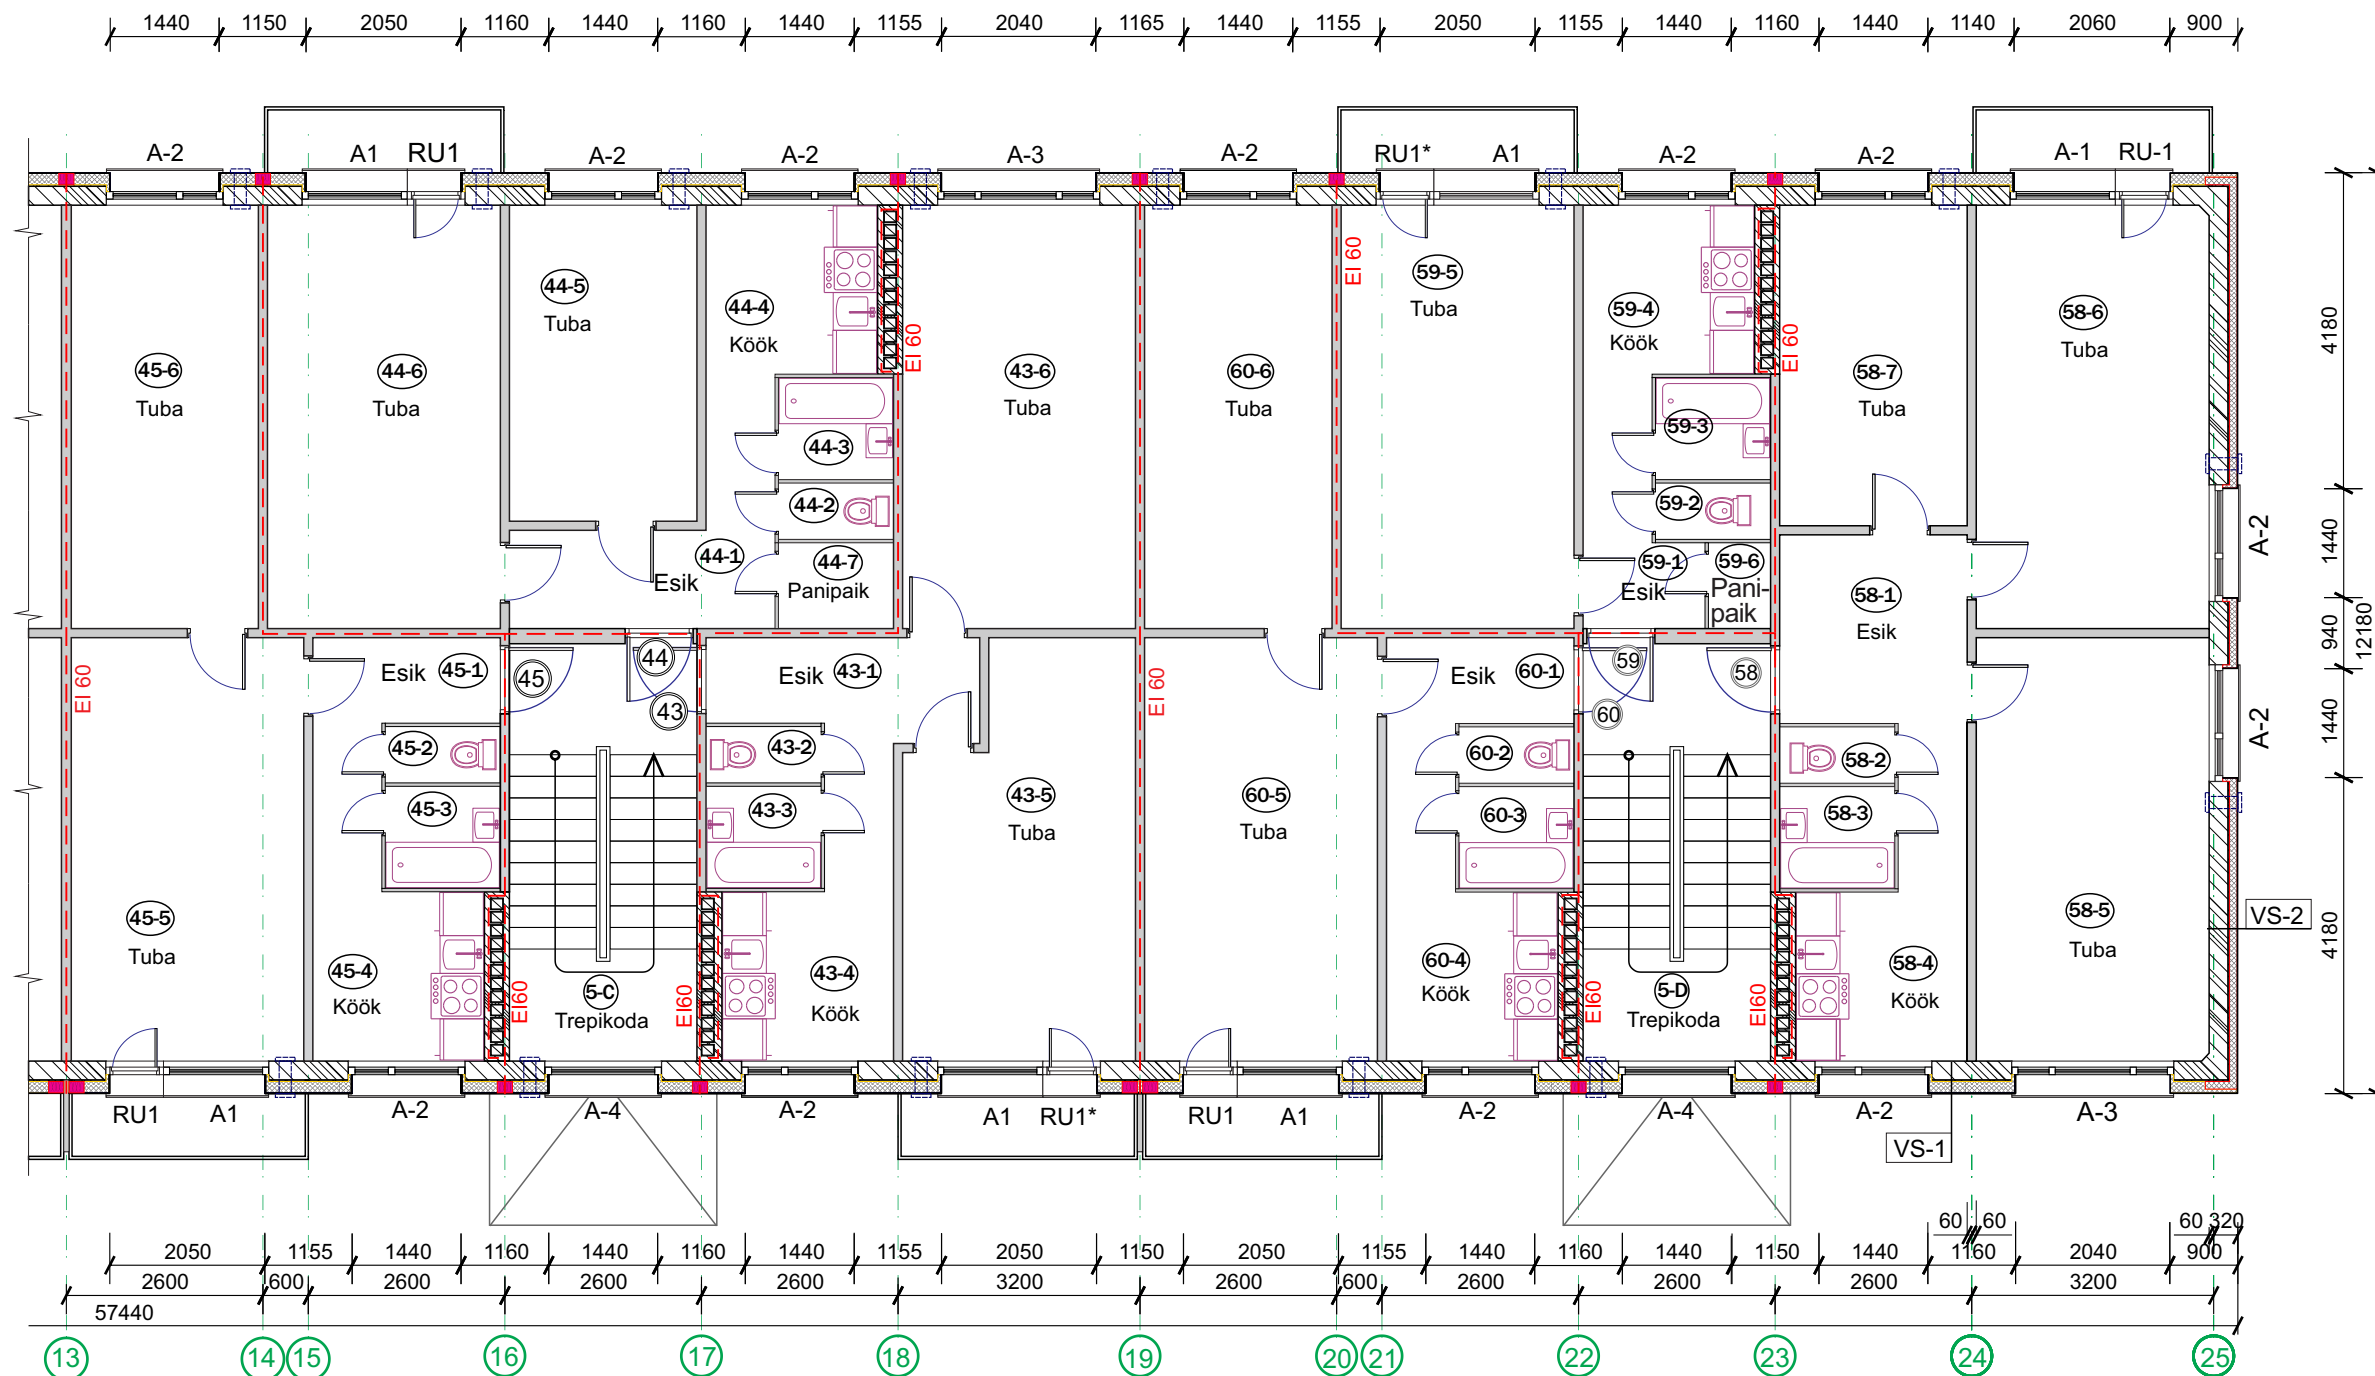 1440 1150 2050 1160 1440 1160 1440 1155 2040 1165 1440 1155 2050 1155 1440 1160 1440 1140 2060 900
A-2 A1 RU1 A-2 A-2 A-3 A-2 RU1* A1 A-2 A-2 A-1 RU-1
EI 60
EI 60
EI 60
45-6
Tuba
44-6
Tuba
44-5
Tuba
44-4
Köök
44-3
44-2
44-1
Esik
44-7
Panipaik
43-6
Tuba
60-6
Tuba
59-5
Tuba
59-4
Köök
59-3
59-2
59-1
Esik
59-6
Pani-
paik
58-7
Tuba
58-6
Tuba
58-1
Esik
4180
1440
940
1440
4180
12180
A-2
A-2
EI 60
Esik 45-1
45
44
43
Esik 43-1
EI 60
Esik 60-1
59
60
58
45-2
45-3
43-2
43-3
43-5
Tuba
60-5
Tuba
60-2
60-3
58-2
58-3
45-5
Tuba
45-4
Köök
EI60
5-C
Trepikoda
EI60
43-4
Köök
60-4
Köök
EI60
5-D
Trepikoda
EI60
58-4
Köök
58-5
Tuba
VS-2
RU1 A1 A-2 A-4 A-2 A1 RU1* RU1 A1 A-2 A-4 A-2 A-3
VS-1
60 60 60 320
2050 1155 1440 1160 1440 1160 1440 1155 2050 1150 2050 1155 1440 1160 1440 1150 1440 1160 2040 900
2600 600 2600 2600 2600 3200 2600 600 2600 2600 2600 3200
57440
13 14 15 16 17 18 19 20 21 22 23 24 25